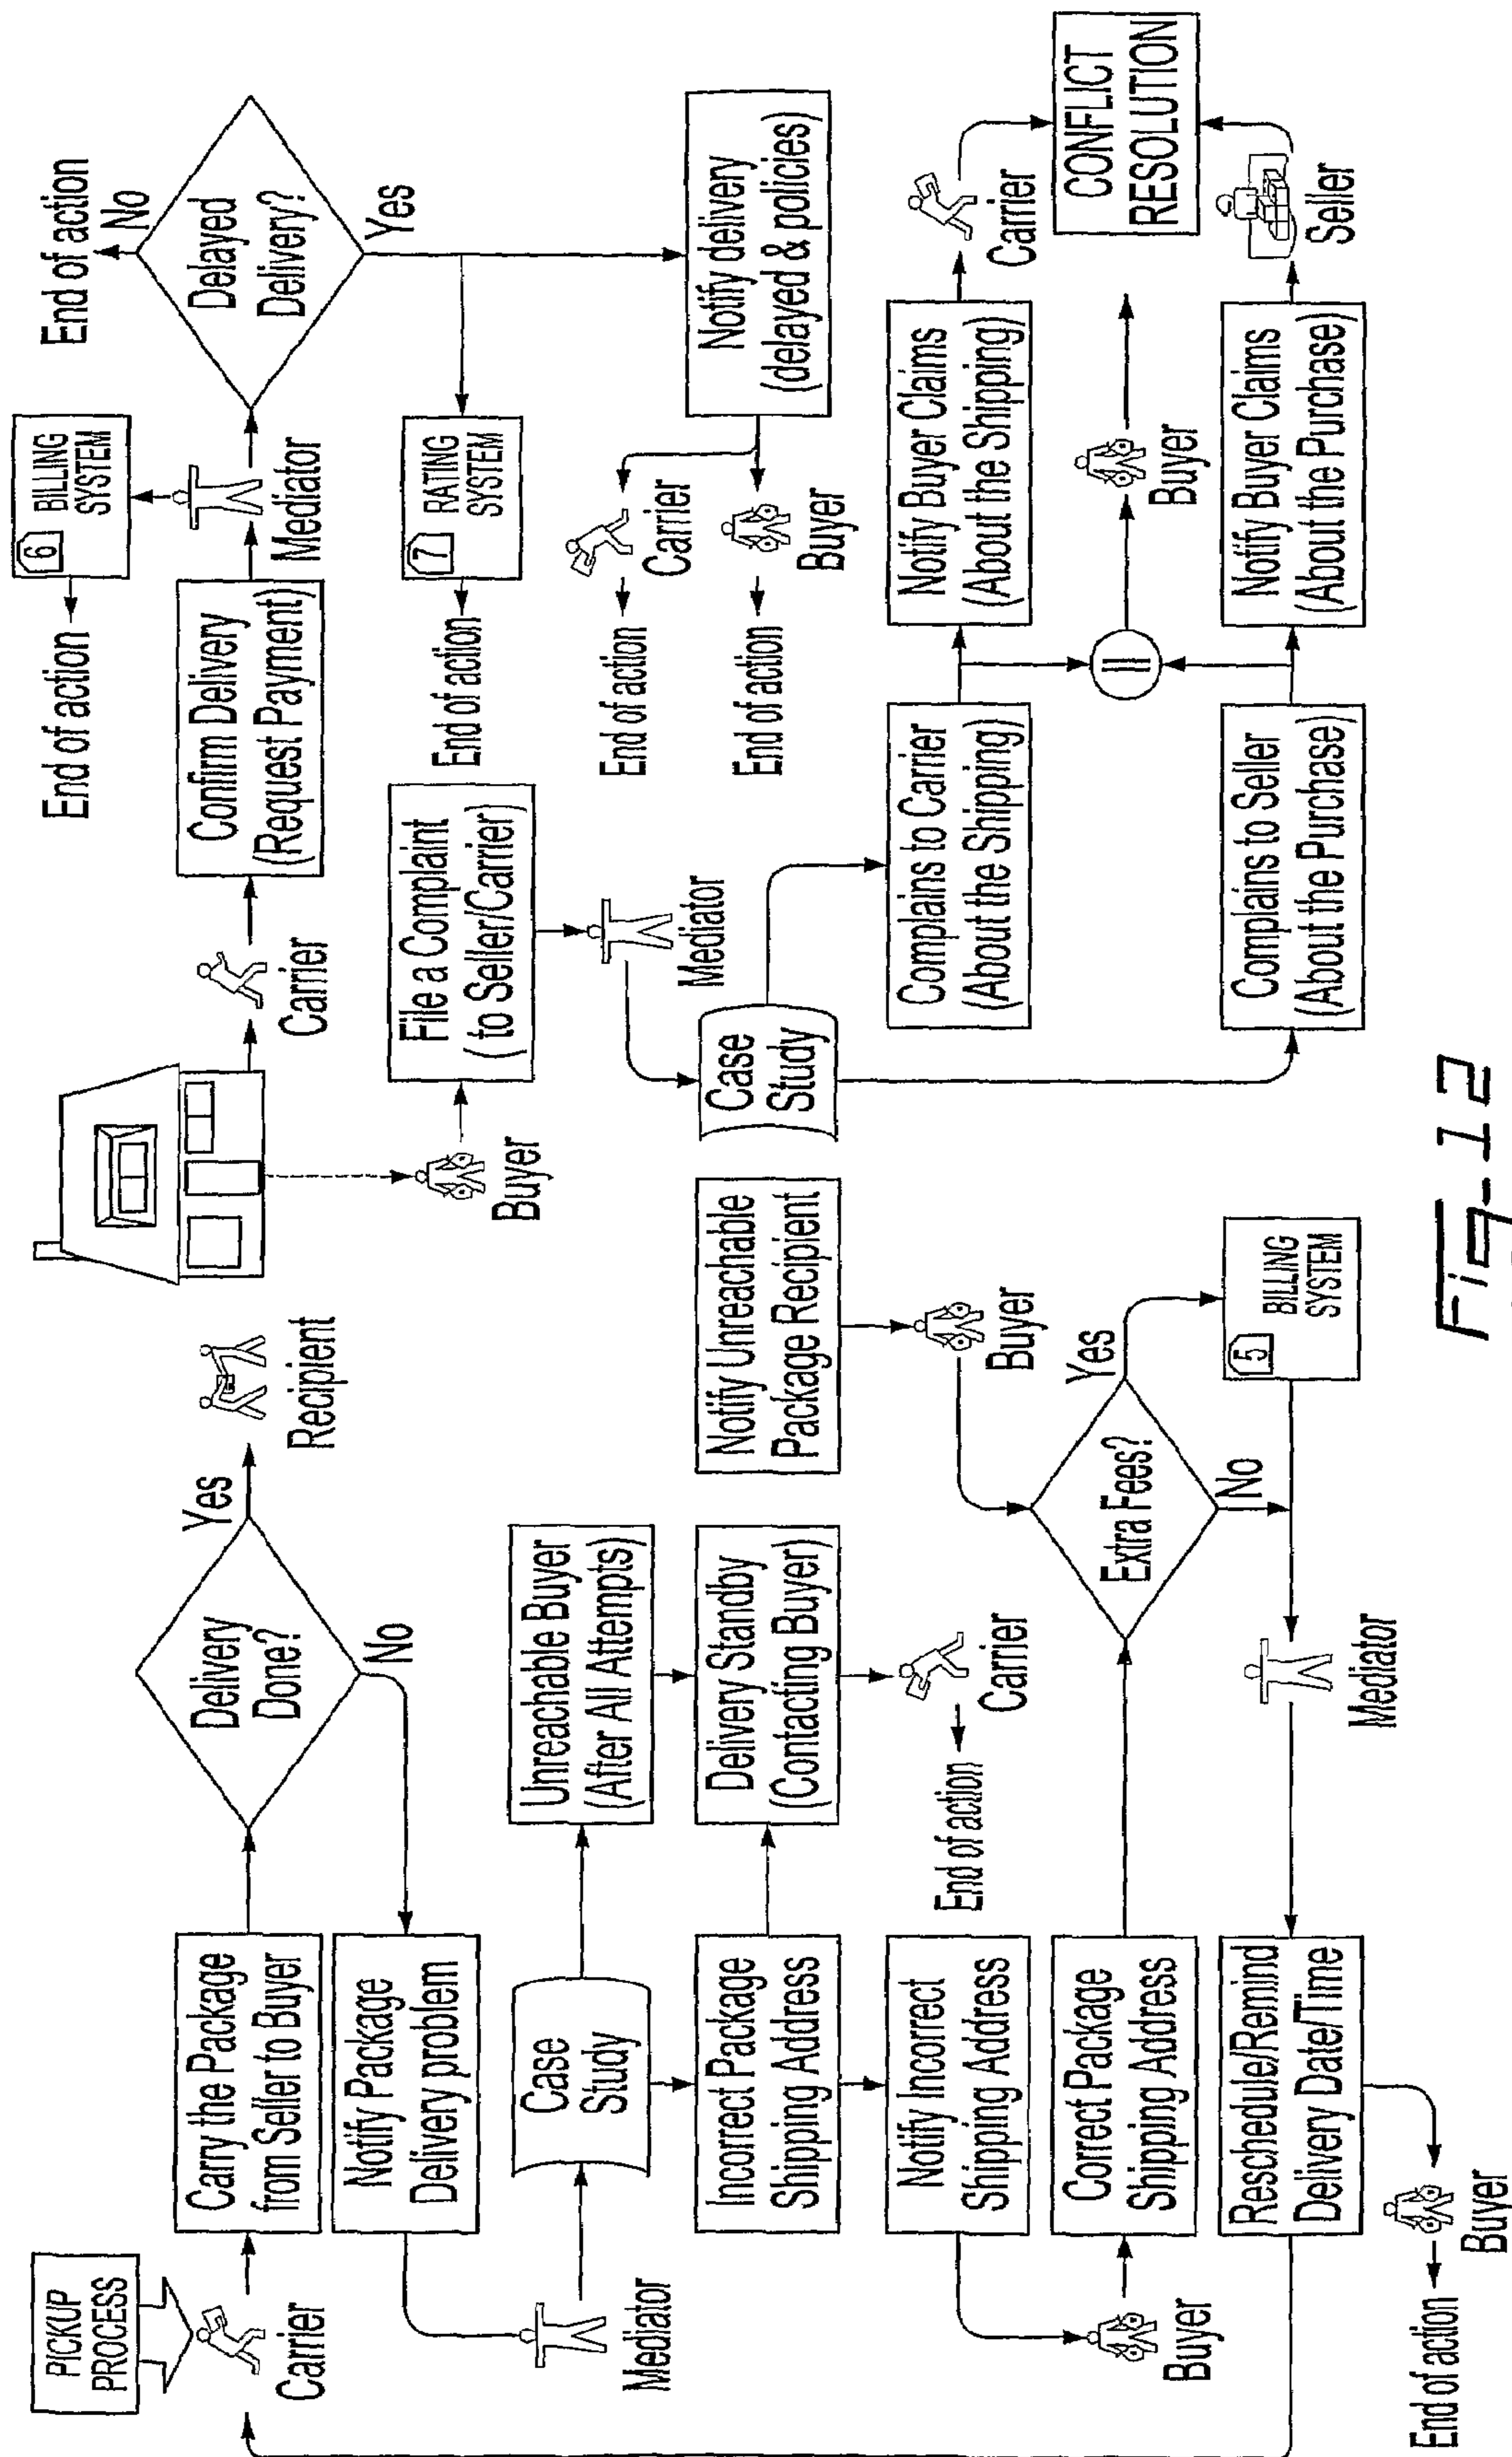 PICKUP
PROCESS
Carrier
Carry the Package
from Seller to Buyer
Delivery
Done?
Yes
No
Recipient
Carrier
Confirm Delivery
(Request Payment)
Mediator
6
BILLING
SYSTEM
End of action
Delayed
Delivery?
No
End of action
Yes
7
RATING
SYSTEM
End of action
Notify delivery
(delayed & policies)
Carrier
End of action
Buyer
End of action
Notify Package
Delivery problem
Mediator
Case
Study
Unreachable Buyer
(After All Attempts)
Incorrect Package
Shipping Address
Delivery Standby
(Contacting Buyer)
Carrier
End of action
Notify Unreachable
Package Recipient
Buyer
Notify Incorrect
Shipping Address
Buyer
Correct Package
Shipping Address
Extra Fees?
Yes
No
5
BILLING
SYSTEM
Mediator
Reschedule/Remind
Delivery Date/Time
Buyer
End of action
Buyer
File a Complaint
(to Seller/Carrier)
Mediator
Case
Study
Complains to Carrier
(About the Shipping)
Notify Buyer Claims
(About the Shipping)
Carrier
Buyer
Complains to Seller
(About the Purchase)
Notify Buyer Claims
(About the Purchase)
Seller
CONFLICT
RESOLUTION
Fig-12